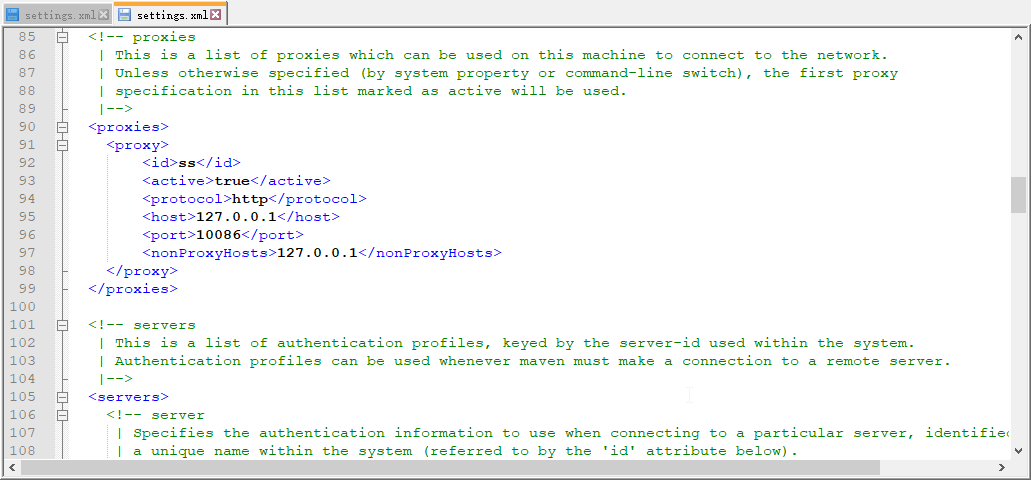 settings.xml settings.xml
85 <!-- proxies
86 | This is a list of proxies which can be used on this machine to connect to the network.
87 | Unless otherwise specified (by system property or command-line switch), the first proxy
88 | specification in this list marked as active will be used.
89 |-->
90 <proxies>
91 <proxy>
92 <id>ss</id>
93 <active>true</active>
94 <protocol>http</protocol>
95 <host>127.0.0.1</host>
96 <port>10086</port>
97 <nonProxyHosts>127.0.0.1</nonProxyHosts>
98 </proxy>
99 </proxies>
100
101 <!-- servers
102 | This is a list of authentication profiles, keyed by the server-id used within the system.
103 | Authentication profiles can be used whenever maven must make a connection to a remote server.
104 |-->
105 <servers>
106 <!-- server
107 | Specifies the authentication information to use when connecting to a particular server, identified
108 | a unique name within the system (referred to by the 'id' attribute below).